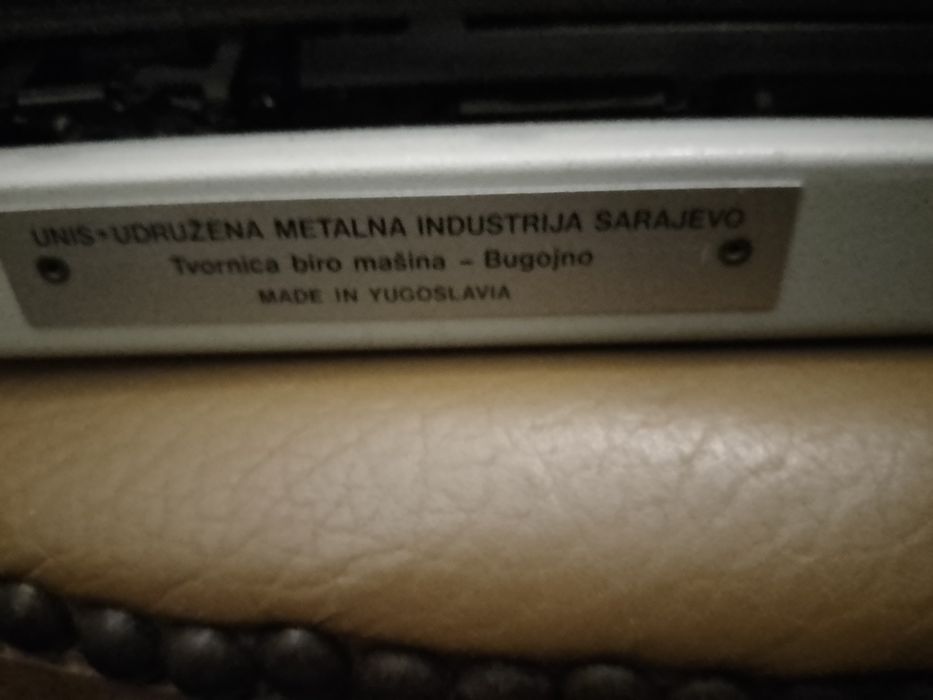 UNIS-UDRUŽENA METALNA INDUSTRIJA SARAJEVO
Tvornica biro mašina - Bugojno
MADE IN YUGOSLAVIA